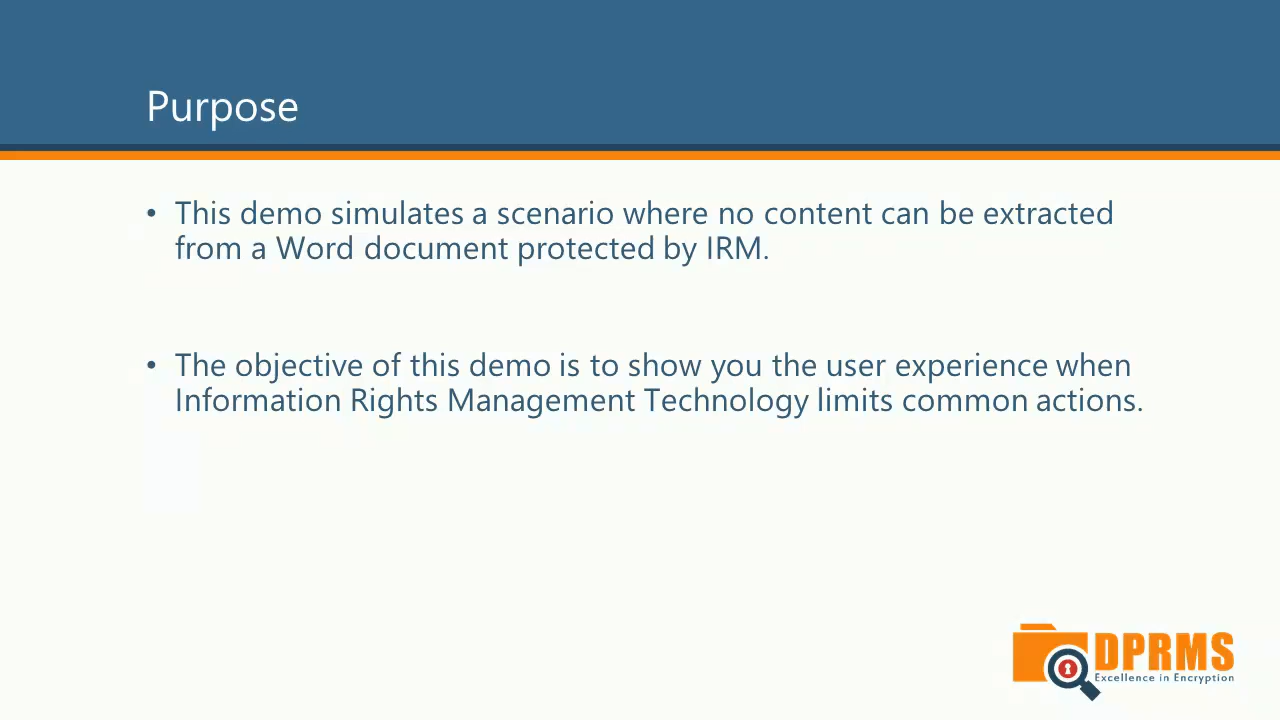 Purpose
• This demo simulates a scenario where no content can be extracted
from a Word document protected by IRM.
• The objective of this demo is to show you the user experience when
Information Rights Management Technology limits common actions.
DPRMS
Excellence in Encryption